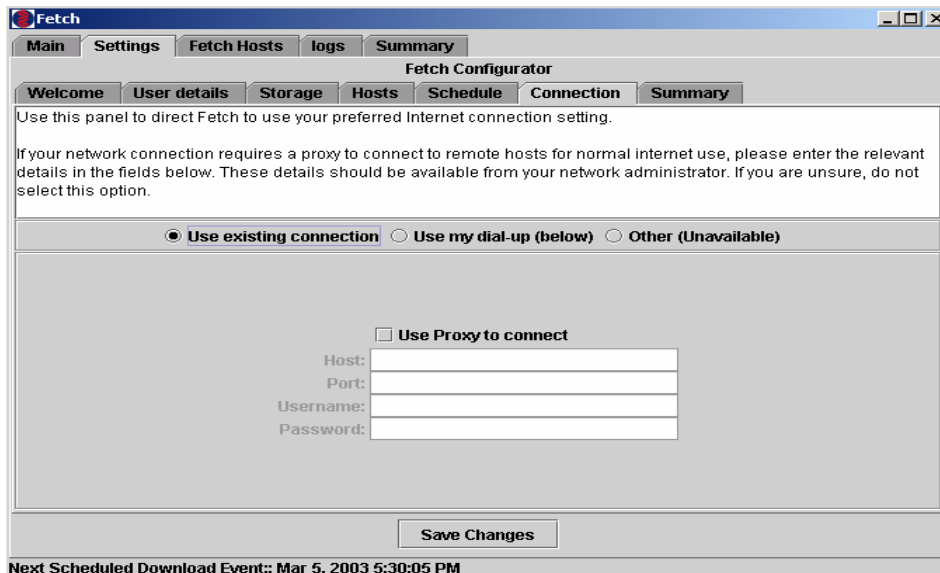 Fetch
Main Settings Fetch Hosts logs Summary
Fetch Configurator
Welcome User details Storage Hosts Schedule Connection Summary
Use this panel to direct Fetch to use your preferred Internet connection setting.
If your network connection requires a proxy to connect to remote hosts for normal internet use, please enter the relevant
details in the fields below. These details should be available from your network administrator. If you are unsure, do not
select this option.
Use existing connection Use my dial-up (below) Other (Unavailable)
Use Proxy to connect
Host:
Port:
Username:
Password:
Save Changes
Next Scheduled Download Event:: Mar 5, 2003 5:30:05 PM